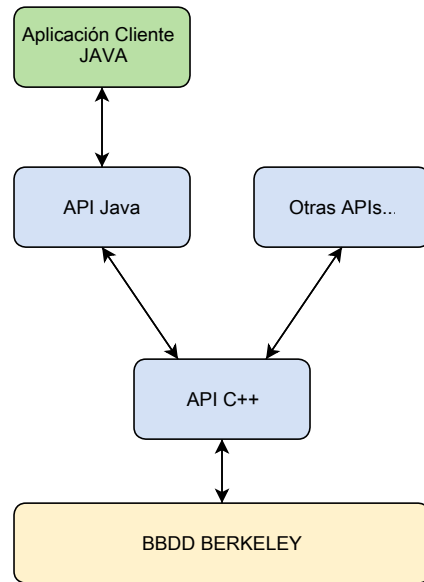 Aplicación Cliente
JAVA
API Java
Otras APIs...
API C++
BBDD BERKELEY